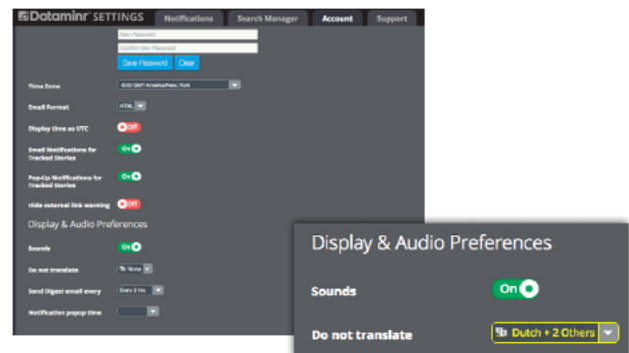 Dataminr SETTINGS
Notifications
Search Manager
Account
Support
New Password
Confirm New Password
Save Password
Clear
Time Zone
Email Format
HTML
Display time as UTC
Off
Email Notifications for
Tracked Stories
On
Pop-Up Notifications for
Tracked Stories
On
Hide external link warning
Off
Display & Audio Preferences
Sounds
On
Do not translate
None
Send Digest email every
Notification popup time
Display & Audio Preferences
Sounds
On
Do not translate
Dutch + 2 Others